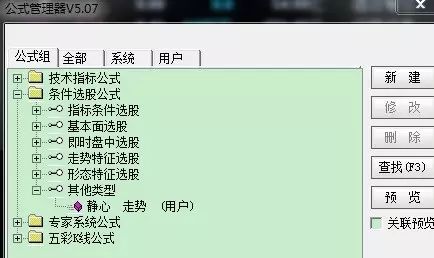 公式管理器V5.07
公式组 全部 系统 用户
技术指标公式
条件选股公式
指标条件选股
基本面选股
即时盘中选股
走势特征选股
形态特征选股
其他类型
静心 走势 (用户)
专家系统公式
五彩K线公式
新 建
修 改
删 除
查找(F3)
预 览
关联预览